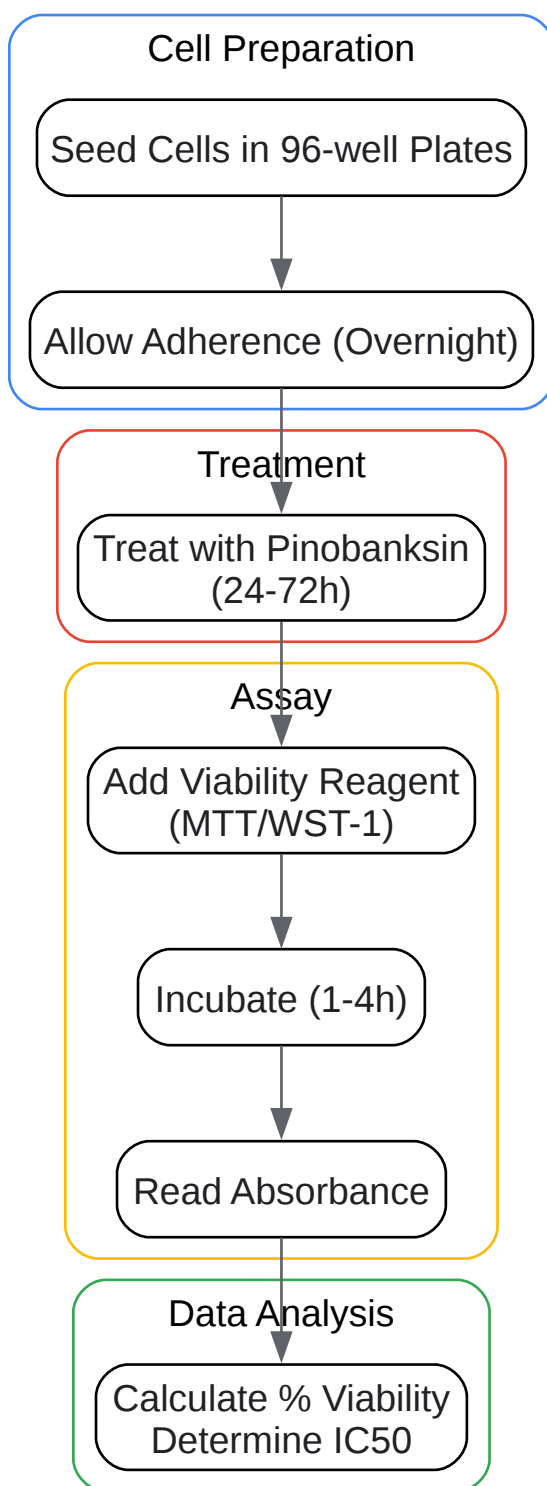 Cell Preparation
Seed Cells in 96-well Plates
Allow Adherence (Overnight)
Treatment
Treat with Pinobanksin
(24-72h)
Assay
Add Viability Reagent
(MTT/WST-1)
Incubate (1-4h)
Read Absorbance
Data Analysis
Calculate % Viability
Determine IC50